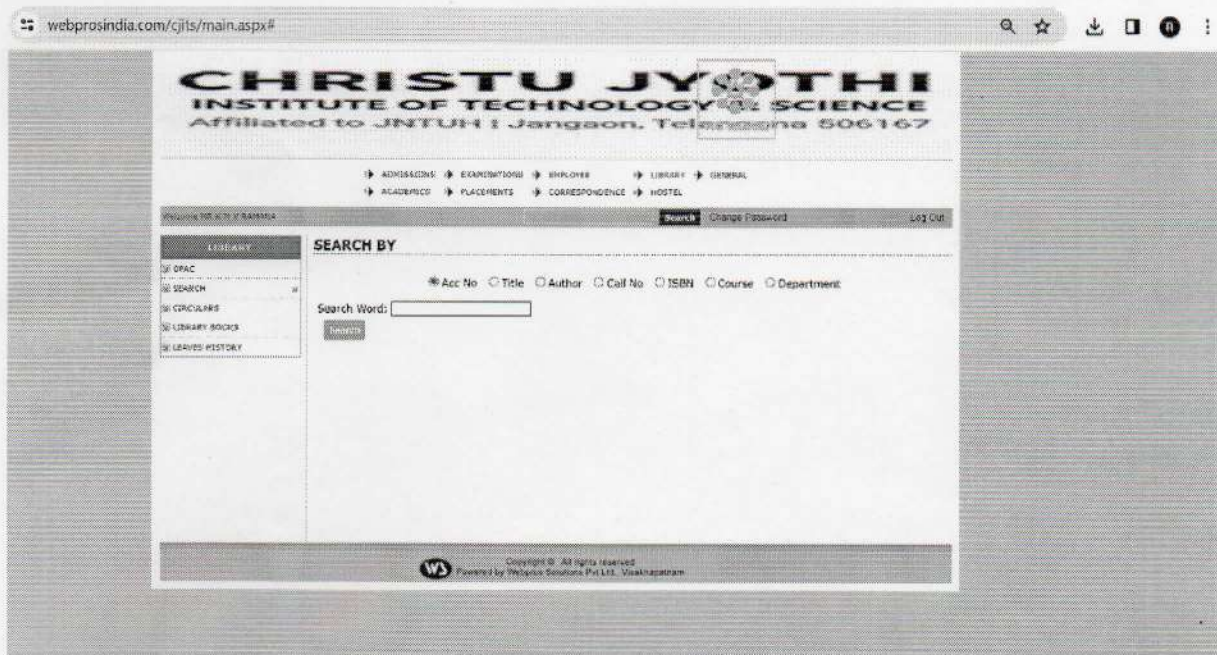 webprosindia.com/cjits/main.aspx#
CHRISTU JYOTHI
INSTITUTE OF TECHNOLOGY & SCIENCE
Affiliated to JNTUH : Jangaon, Telangana 506167
ADMISSIONS EXAMINATIONS EMPLOYEE LIBRARY GENERAL
ACADEMICS PLACEMENTS CORRESPONDENCE HOSTEL
Welcome RAMANA Search Change Password Log Out
LIBRARY
OPAC
SEARCH
CIRCULARS
LIBRARY BOOKS
LEAVES HISTORY
SEARCH BY
Acc No Title Author Call No ISBN Course Department
Search Word:
Search
WS
Copyright © All rights reserved
Powered by Webpros Solutions Pvt Ltd., Visakhapatnam